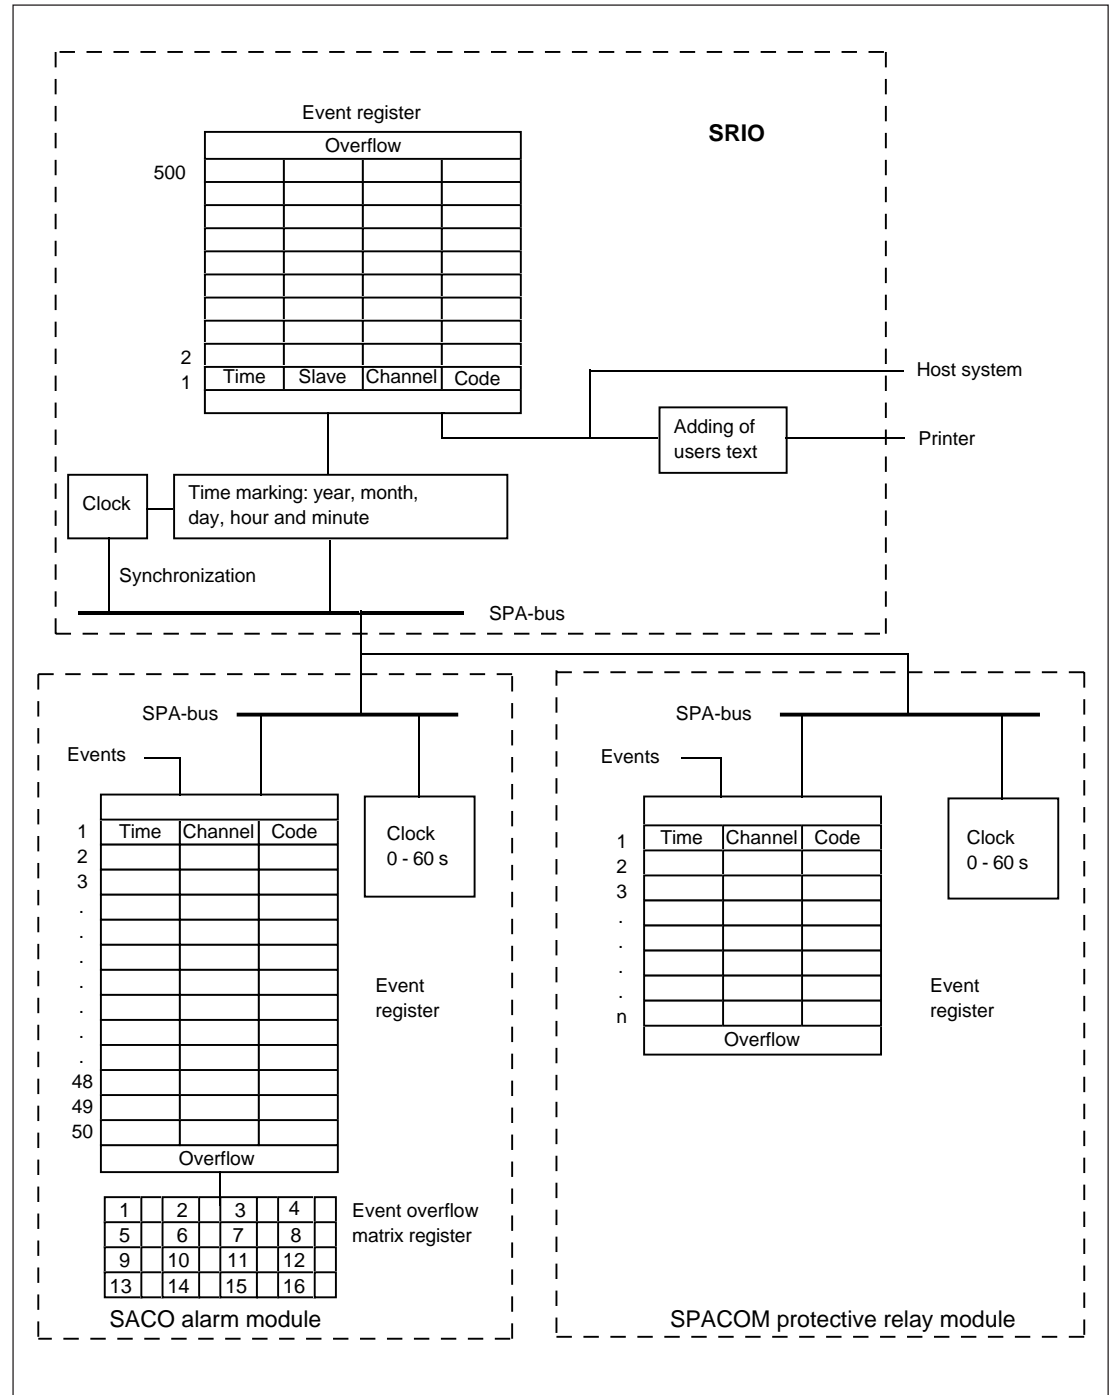 Event register
SRIO
Overflow
500
2
1 Time Slave Channel Code
Host system
Adding of
users text
Printer
Clock
Time marking: year, month,
day, hour and minute
Synchronization
SPA-bus
SPA-bus
Events
1 Time Channel Code
2
3
.
.
.
.
.
.
.
48
49
50
Overflow
Clock
0 - 60 s
Event
register
1 2 3 4
5 6 7 8
9 10 11 12
13 14 15 16
Event overflow
matrix register
SACO alarm module
SPA-bus
Events
1 Time Channel Code
2
3
.
.
.
.
n
Overflow
Clock
0 - 60 s
Event
register
SPACOM protective relay module